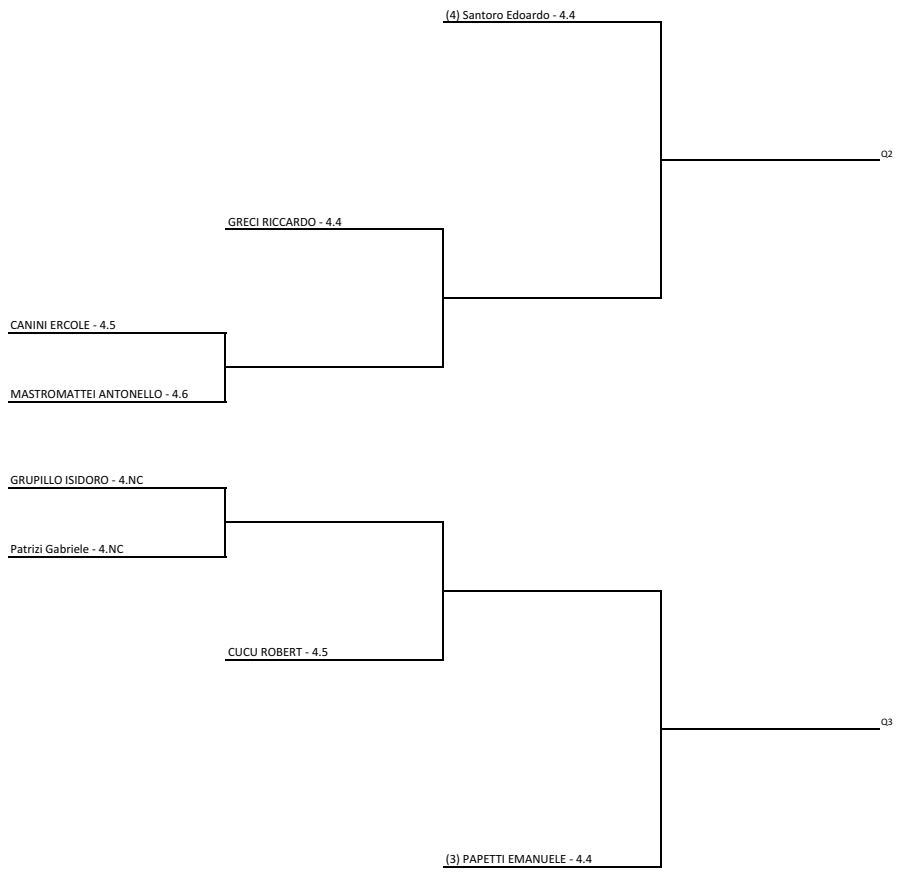 (4) Santoro Edoardo - 4.4
Q2
GRECI RICCARDO - 4.4
CANINI ERCOLE - 4.5
MASTROMATTEI ANTONELLO - 4.6
GRUPILLO ISIDORO - 4.NC
Patrizi Gabriele - 4.NC
CUCU ROBERT - 4.5
Q3
(3) PAPETTI EMANUELE - 4.4